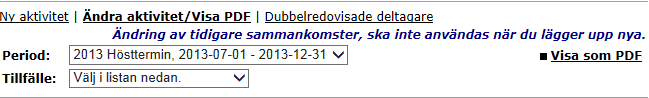 Ny aktivitet | Ändra aktivitet/Visa PDF | Dubbelredovisade deltagare
Ändring av tidigare sammankomster, ska inte användas när du lägger upp nya.
Period: 2013 Hösttermin, 2013-07-01 - 2013-12-31 Visa som PDF
Tillfälle: Välj i listan nedan.